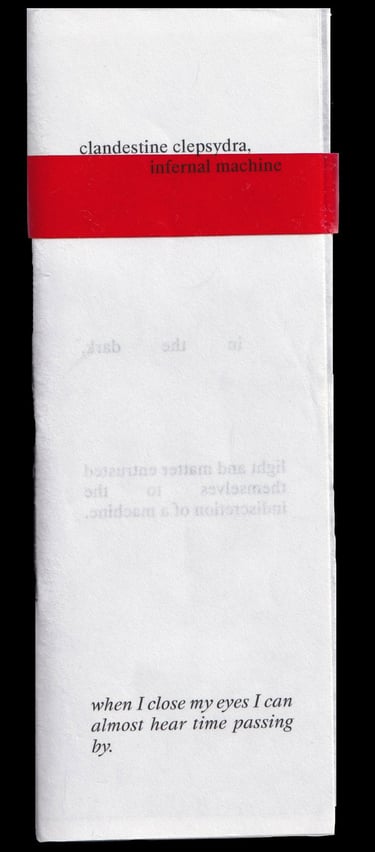 clandestine clepsydra,
infernal machine
in the dark,
light and matter entrusted
themselves to the
indiscretion of a machine.
when I close my eyes I can
almost hear time passing
by.